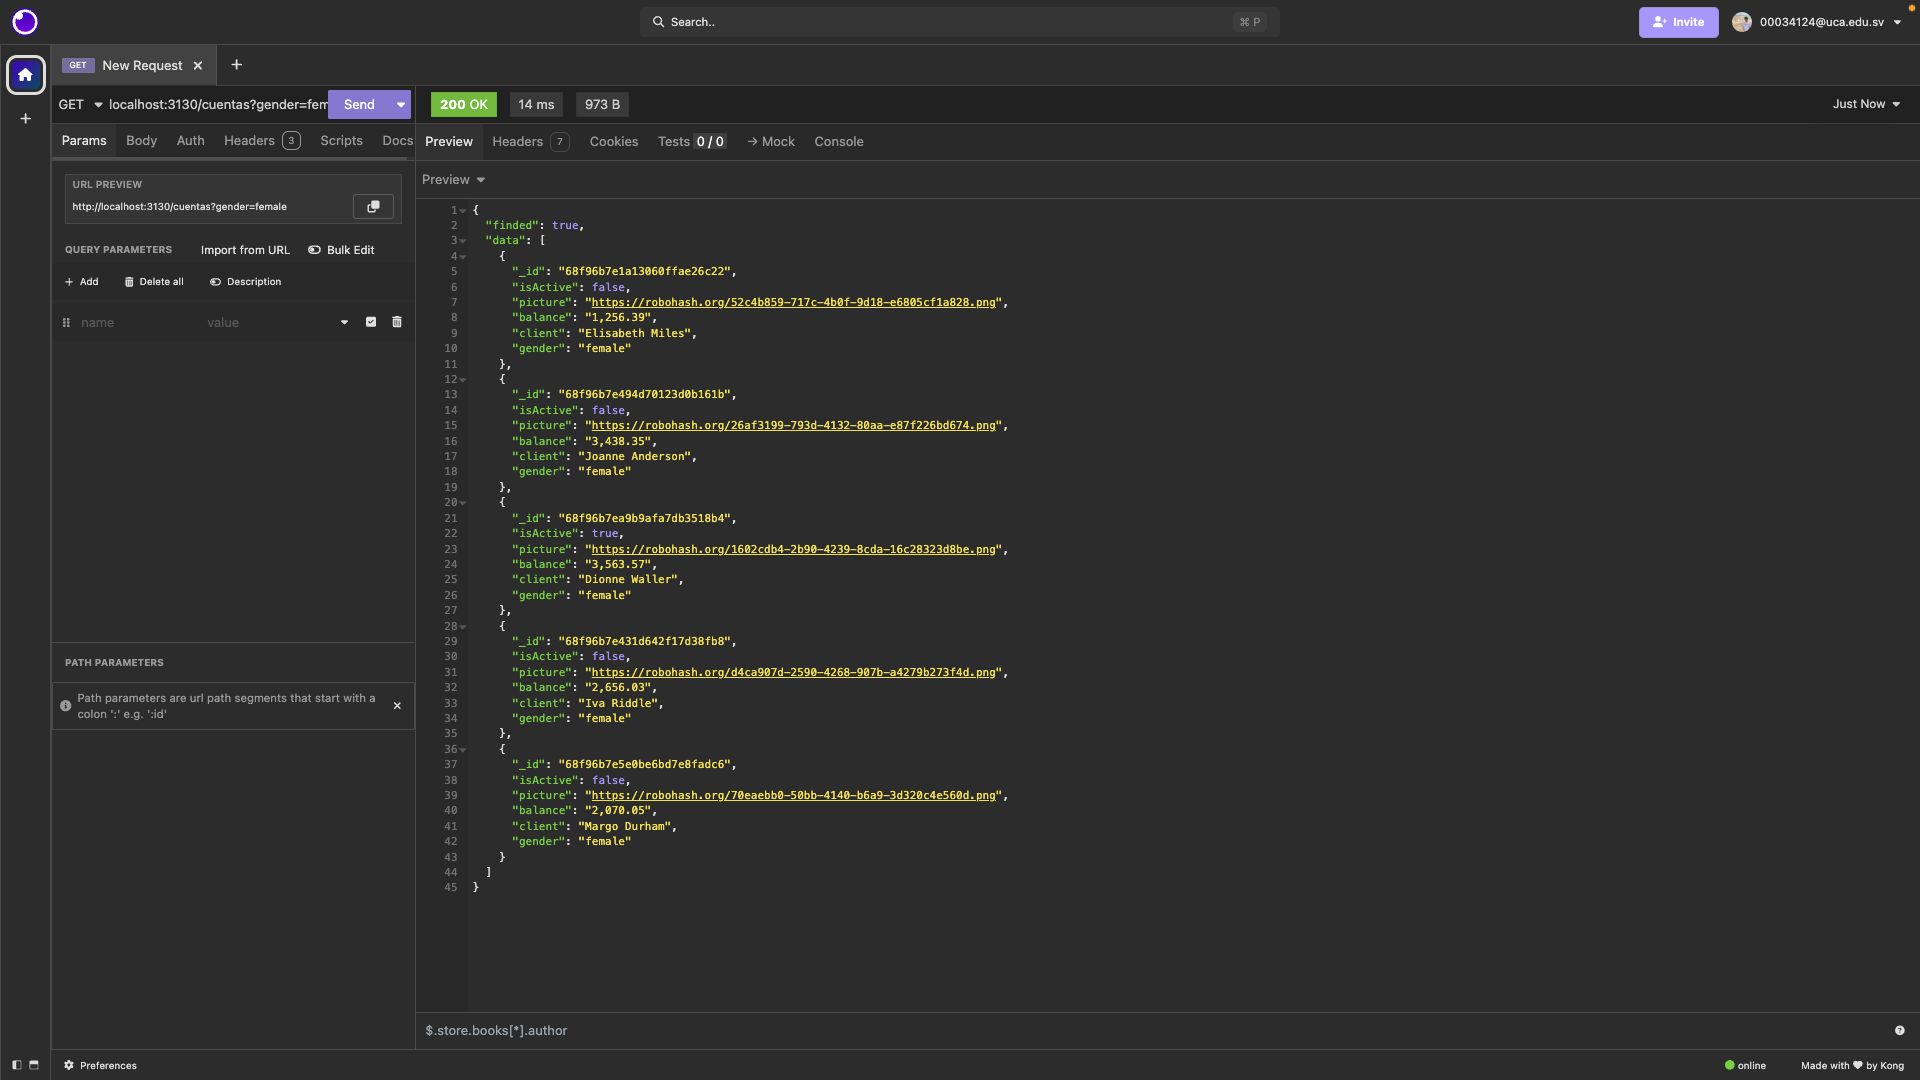 Search..
⌘ P
Invite
00034124@uca.edu.sv
GET New Request
GET localhost:3130/cuentas?gender=fem
Send
200 OK
14 ms
973 B
Just Now
Params
Body
Auth
Headers 3
Scripts
Docs
Preview
Headers 7
Cookies
Tests 0 / 0
→ Mock
Console
URL PREVIEW
http://localhost:3130/cuentas?gender=female
QUERY PARAMETERS
Import from URL
Bulk Edit
+ Add
Delete all
Description
name
value
PATH PARAMETERS
Path parameters are url path segments that start with a
colon ':' e.g. ':id'
Preview
1 {
2 "finded": true,
3 "data": [
4 {
5 "_id": "68f96b7e1a13060ffae26c22",
6 "isActive": false,
7 "picture": "https://robohash.org/52c4b859-717c-4b0f-9d18-e6805cf1a828.png",
8 "balance": "1,256.39",
9 "client": "Elisabeth Miles",
10 "gender": "female"
11 },
12 {
13 "_id": "68f96b7e494d70123d0b161b",
14 "isActive": false,
15 "picture": "https://robohash.org/26af3199-793d-4132-80aa-e87f226bd674.png",
16 "balance": "3,438.35",
17 "client": "Joanne Anderson",
18 "gender": "female"
19 },
20 {
21 "_id": "68f96b7ea9b9afa7db3518b4",
22 "isActive": true,
23 "picture": "https://robohash.org/1602cdb4-2b90-4239-8cda-16c28323d8be.png",
24 "balance": "3,563.57",
25 "client": "Dionne Waller",
26 "gender": "female"
27 },
28 {
29 "_id": "68f96b7e431d642f17d38fb8",
30 "isActive": false,
31 "picture": "https://robohash.org/d4ca907d-2590-4268-907b-a4279b273f4d.png",
32 "balance": "2,656.03",
33 "client": "Iva Riddle",
34 "gender": "female"
35 },
36 {
37 "_id": "68f96b7e5e0be6bd7e8fadc6",
38 "isActive": false,
39 "picture": "https://robohash.org/70eaebb0-50bb-4140-b6a9-3d320c4e560d.png",
40 "balance": "2,070.05",
41 "client": "Margo Durham",
42 "gender": "female"
43 }
44 ]
45 }
$.store.books[*].author
Preferences
online
Made with ♥ by Kong